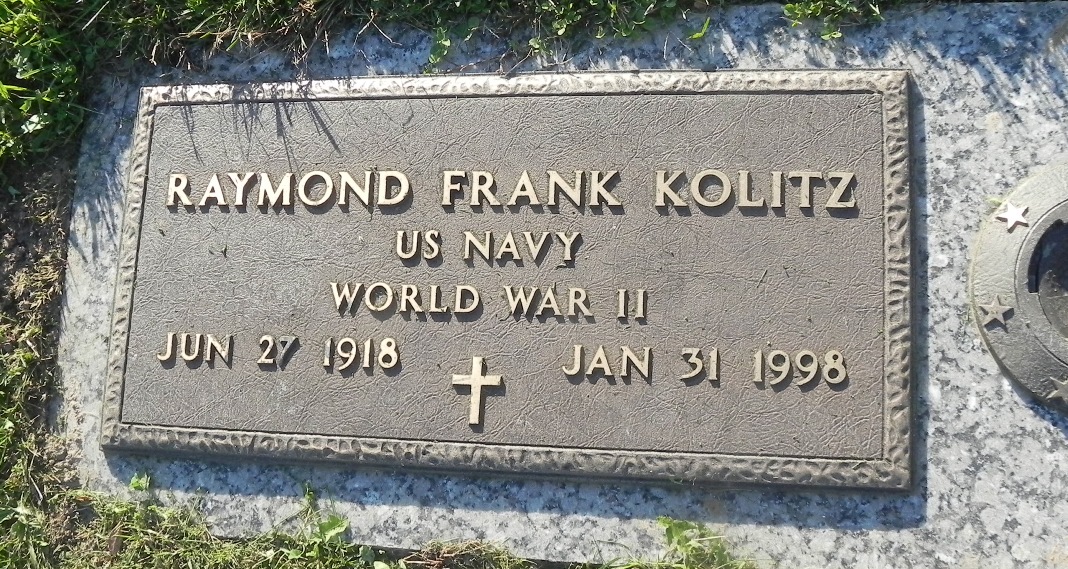 RAYMOND FRANK KOLITZ
US NAVY
WORLD WAR II
JUN 27 1918 JAN 31 1998